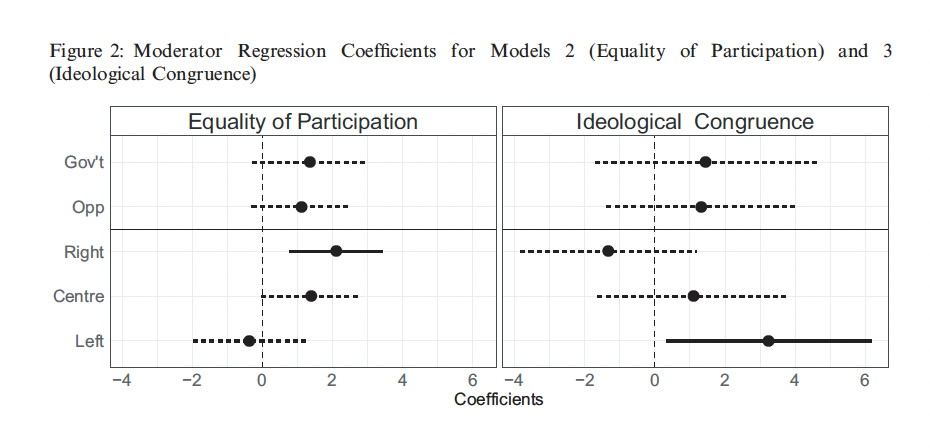 Figure 2: Moderator Regression Coefficients for Models 2 (Equality of Participation) and 3
(Ideological Congruence)
Equality of Participation
Ideological Congruence
Gov't
Opp
Right
Centre
Left
−4 −2 0 2 4 6 −4 −2 0 2 4 6
Coefficients